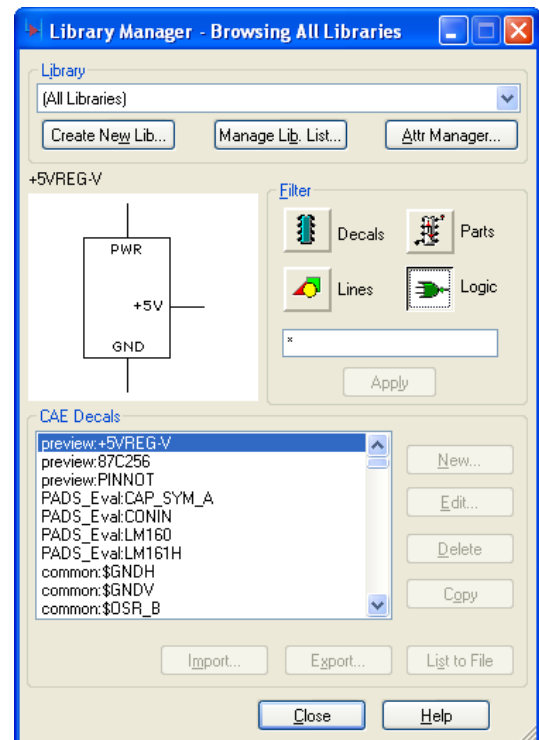 Library Manager - Browsing All Libraries
Library
(All Libraries)
Create New Lib... Manage Lib. List... Attr Manager...
+5VREG-V
PWR
+5V
GND
Filter
Decals Parts
Lines Logic
*
Apply
CAE Decals
preview:+5VREG-V
preview:87C256
preview:PINNOT
PADS_Eval:CAP_SYM_A
PADS_Eval:CONIN
PADS_Eval:LM160
PADS_Eval:LM161H
common:$GNDH
common:$GNDV
common:$OSR_B
New...
Edit...
Delete
Copy
Import... Export... List to File
Close Help